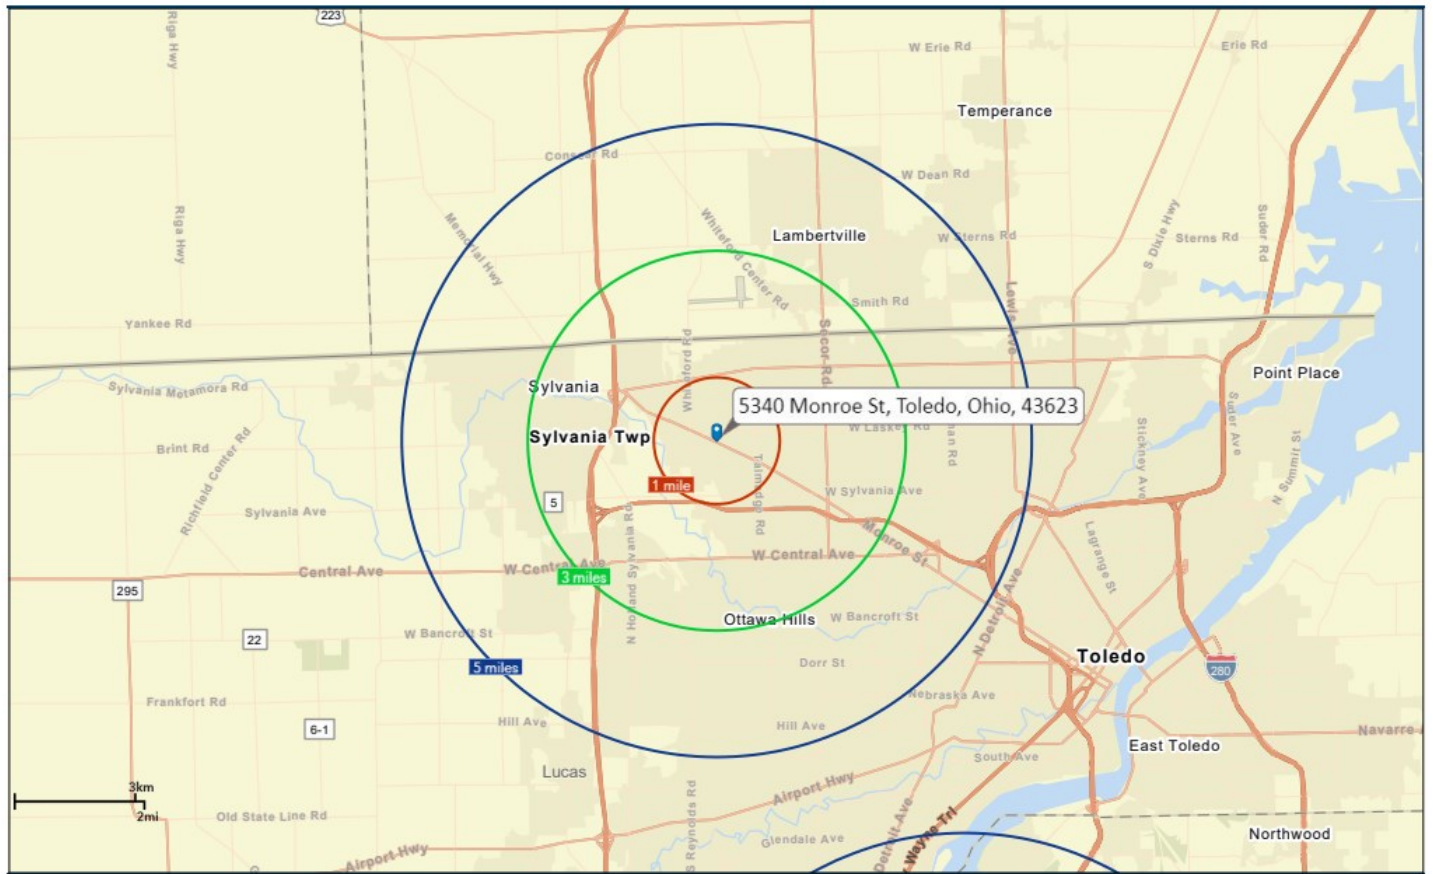 223
Riga Hwy
W Erie Rd
Erie Rd
Temperance
Conscar Rd
W Dean Rd
Riga Hwy
Memorial Hwy
Whiteford Center Rd
Lambertville
W Sterns Rd
S Dixie Hwy
Sterns Rd
Suder Rd
Smith Rd
Lewis Ave
Yankee Rd
Whiteford Rd
Secor Rd
Sylvania Metamora Rd
Sylvania
Point Place
5340 Monroe St, Toledo, Ohio, 43623
Suder Ave
Brint Rd
Richfield Center Rd
Sylvania Twp
W Laskey Rd
man Rd
Stickney Ave
N Summit St
1 mile
Talmadge Rd
W Sylvania Ave
5
Sylvania Ave
N Holland Sylvania Rd
Monroe St
Lagrange St
W Central Ave
W Central Ave
Central Ave
3 miles
295
N Detroit Ave
Ottawa Hills
W Bancroft St
W Bancroft St
22
Toledo
5 miles
Dorr St
280
Nebraska Ave
Frankfort Rd
6-1
Hill Ave
Hill Ave
Navarre A
East Toledo
South Ave
Lucas
3km
2mi
Airport Hwy
S Reynolds Rd
Old State Line Rd
Glendale Ave
Detroit Ave
Wayne Trl
Northwood
Airport Hwy